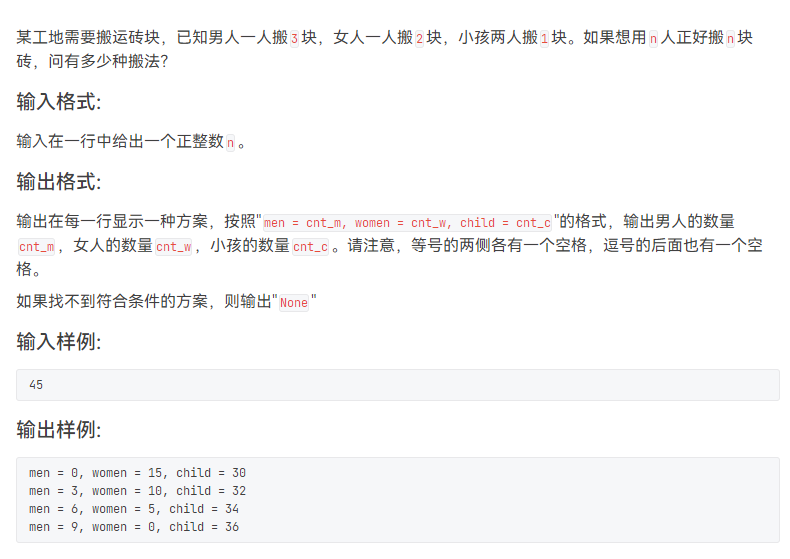 某工地需要搬运砖块，已知男人一人搬3块，女人一人搬2块，小孩两人搬1块。如果想用n人正好搬n块
砖，问有多少种搬法？
输入格式:
输入在一行中给出一个正整数n。
输出格式:
输出在每一行显示一种方案，按照"men = cnt_m, women = cnt_w, child = cnt_c"的格式，输出男人的数量
cnt_m，女人的数量cnt_w，小孩的数量cnt_c。请注意，等号的两侧各有一个空格，逗号的后面也有一个空
格。
如果找不到符合条件的方案，则输出"None"
输入样例:
45
输出样例:
men = 0, women = 15, child = 30
men = 3, women = 10, child = 32
men = 6, women = 5, child = 34
men = 9, women = 0, child = 36